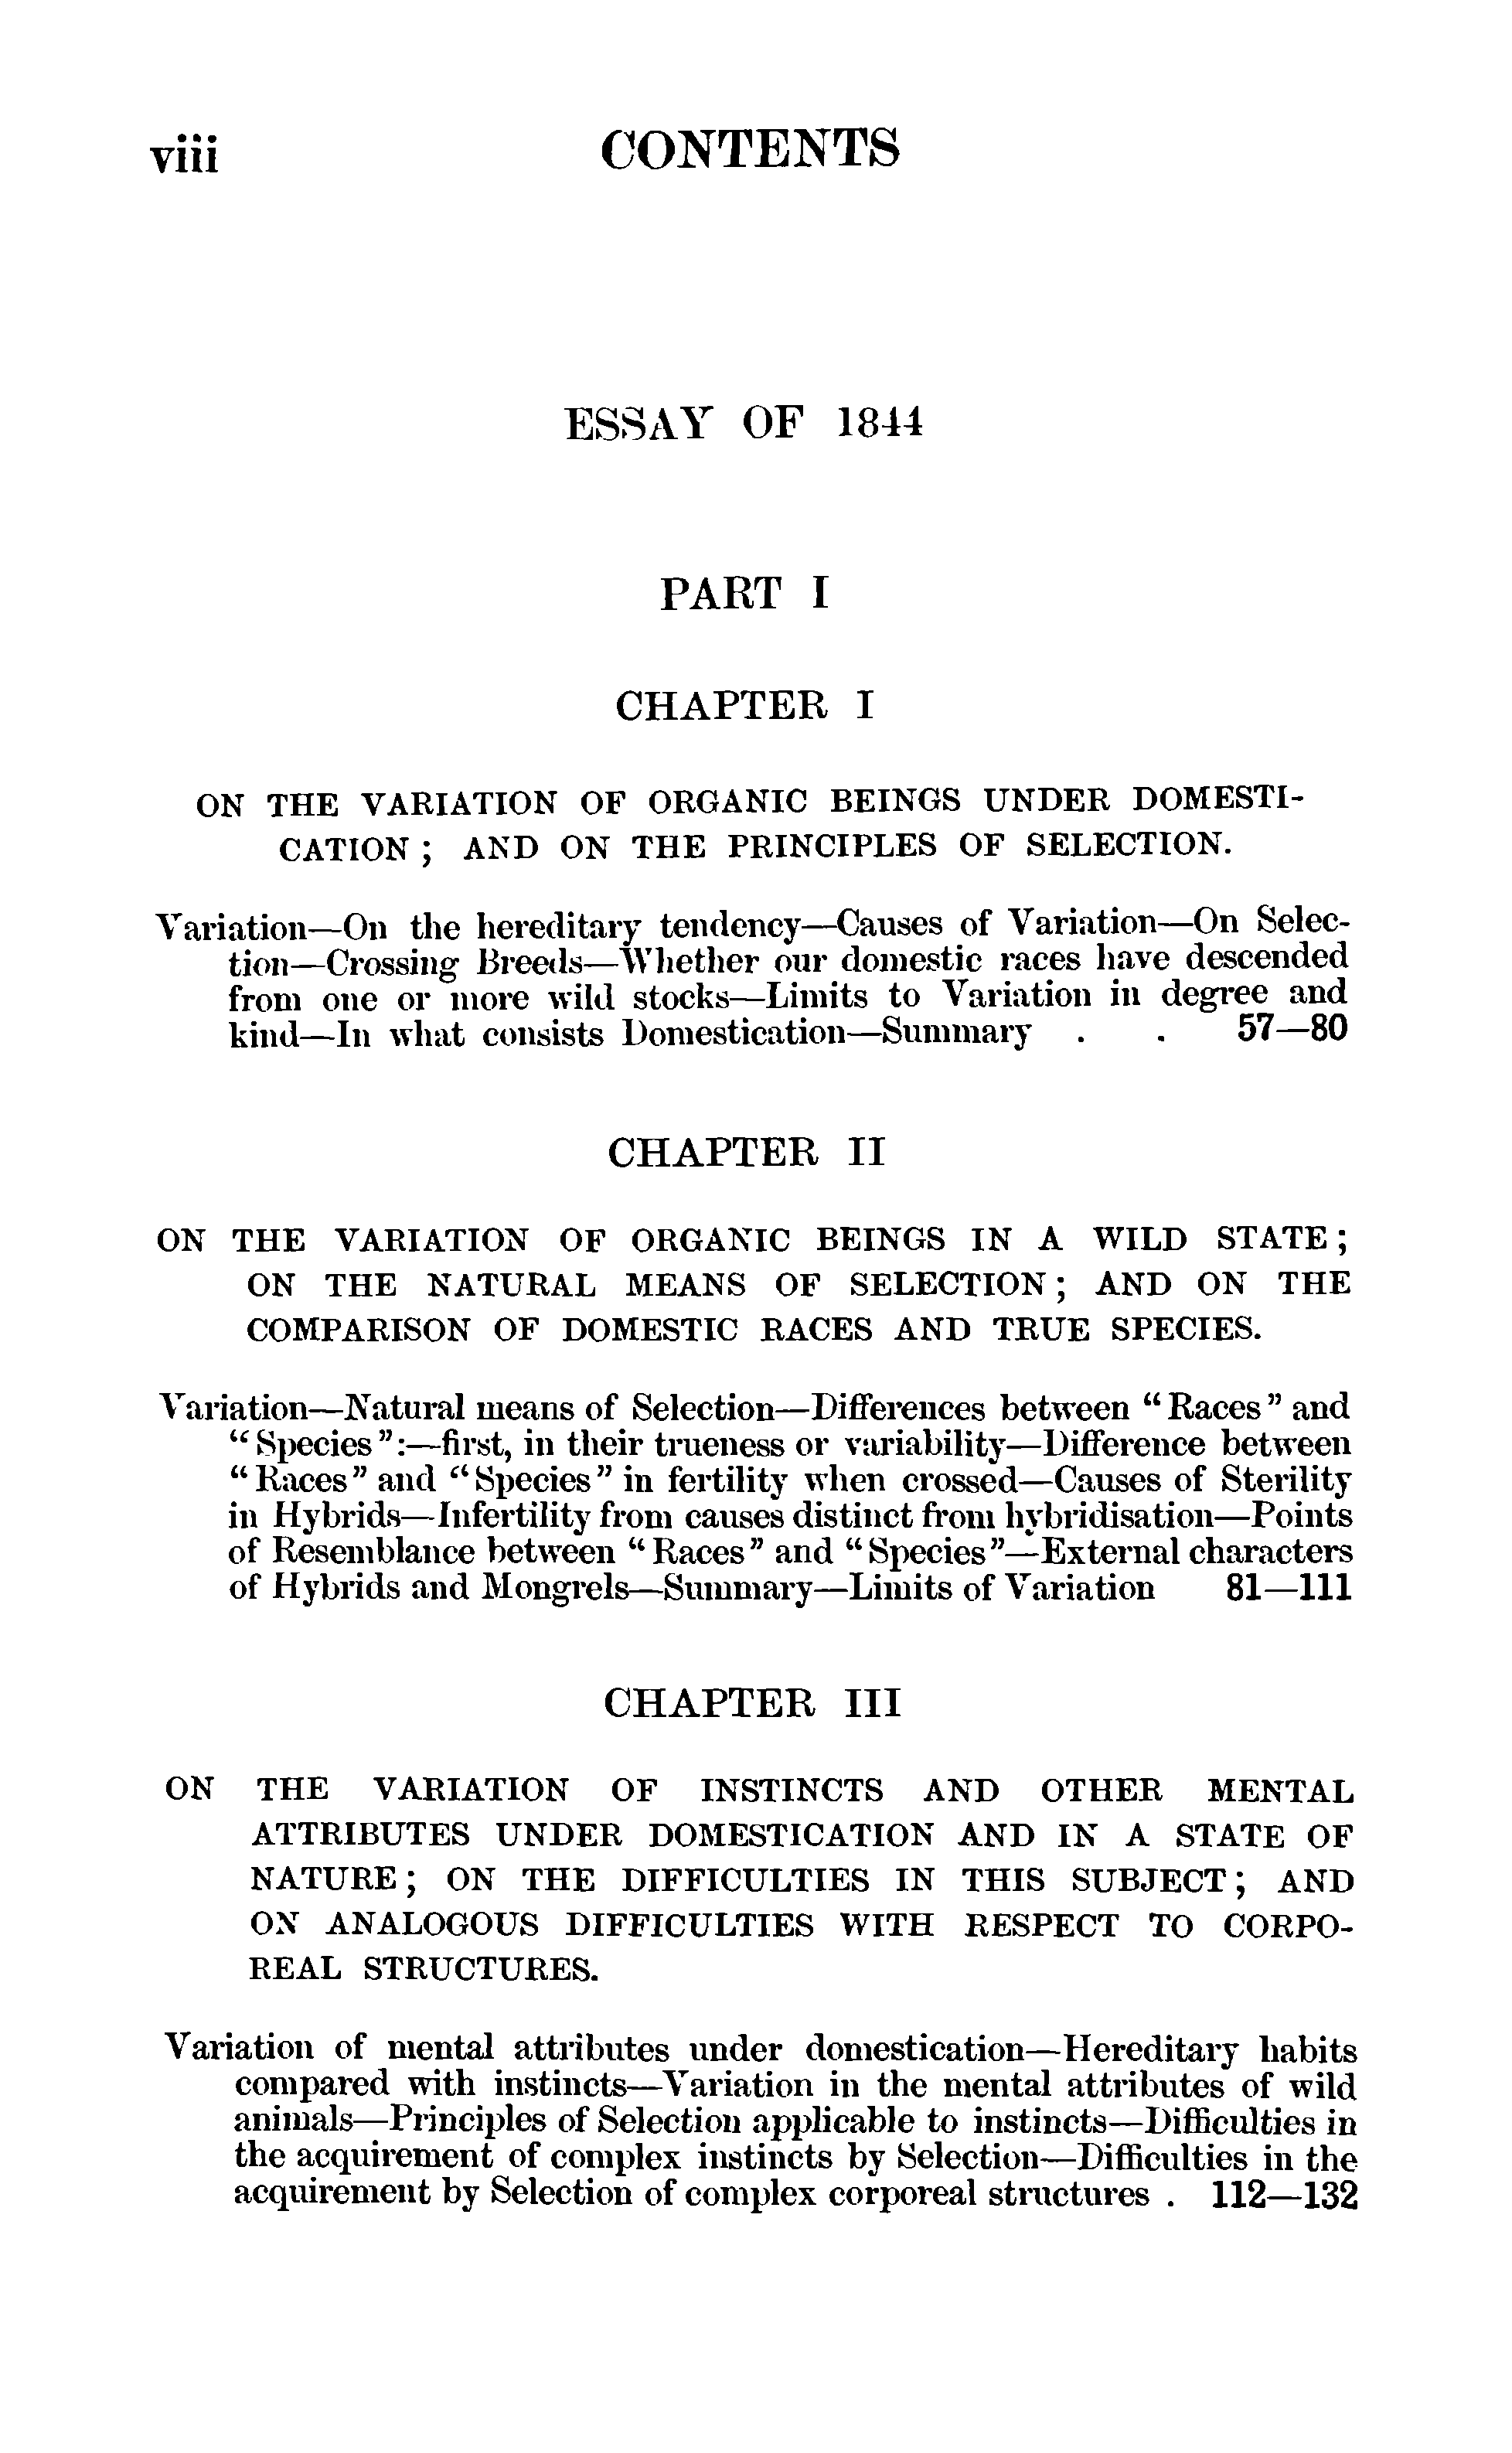 viii CONTENTS
ESSAY OF 1844
PART I
CHAPTER I
ON THE VARIATION OF ORGANIC BEINGS UNDER DOMESTI-
CATION; AND ON THE PRINCIPLES OF SELECTION.
Variation—On the hereditary tendency—Causes of Variation—On Selec-
tion—Crossing Breeds—Whether our domestic races have descended
from one or more wild stocks—Limits to Variation in degree and
kind—In what consists Domestication—Summary . . 57—80
CHAPTER II
ON THE VARIATION OF ORGANIC BEINGS IN A WILD STATE;
ON THE NATURAL MEANS OF SELECTION; AND ON THE
COMPARISON OF DOMESTIC RACES AND TRUE SPECIES.
Variation—Natural means of Selection—Differences between “Races” and
“Species”:—first, in their trueness or variability—Difference between
“Races” and “Species” in fertility when crossed—Causes of Sterility
in Hybrids—Infertility from causes distinct from hybridisation—Points
of Resemblance between “Races” and “Species”—External characters
of Hybrids and Mongrels—Summary—Limits of Variation 81—111
CHAPTER III
ON THE VARIATION OF INSTINCTS AND OTHER MENTAL
ATTRIBUTES UNDER DOMESTICATION AND IN A STATE OF
NATURE; ON THE DIFFICULTIES IN THIS SUBJECT; AND
ON ANALOGOUS DIFFICULTIES WITH RESPECT TO CORPO-
REAL STRUCTURES.
Variation of mental attributes under domestication—Hereditary habits
compared with instincts—Variation in the mental attributes of wild
animals—Principles of Selection applicable to instincts—Difficulties in
the acquirement of complex instincts by Selection—Difficulties in the
acquirement by Selection of complex corporeal structures . 112—132